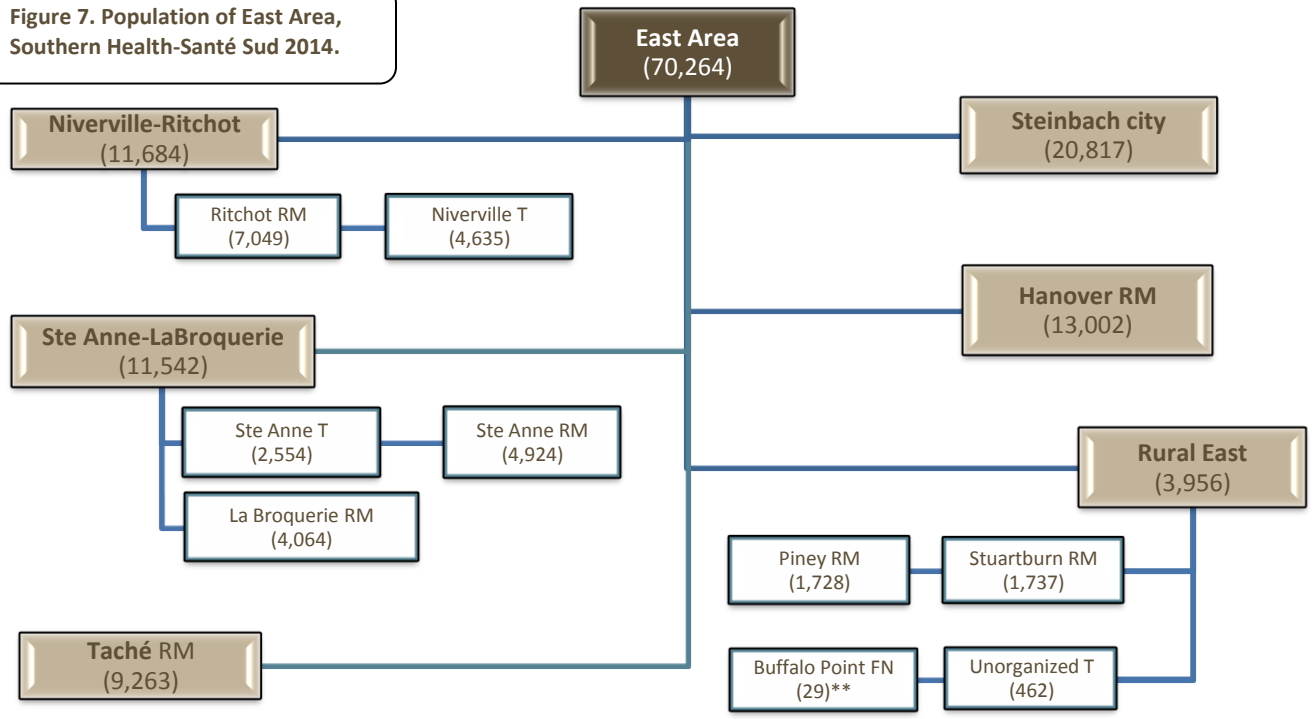 Figure 7. Population of East Area,
Southern Health-Santé Sud 2014.
East Area
(70,264)
Niverville-Ritchot
(11,684)
Steinbach city
(20,817)
Ritchot RM
(7,049)
Niverville T
(4,635)
Hanover RM
(13,002)
Ste Anne-LaBroquerie
(11,542)
Ste Anne T
(2,554)
Ste Anne RM
(4,924)
La Broquerie RM
(4,064)
Rural East
(3,956)
Piney RM
(1,728)
Stuartburn RM
(1,737)
Taché RM
(9,263)
Buffalo Point FN
(29)**
Unorganized T
(462)